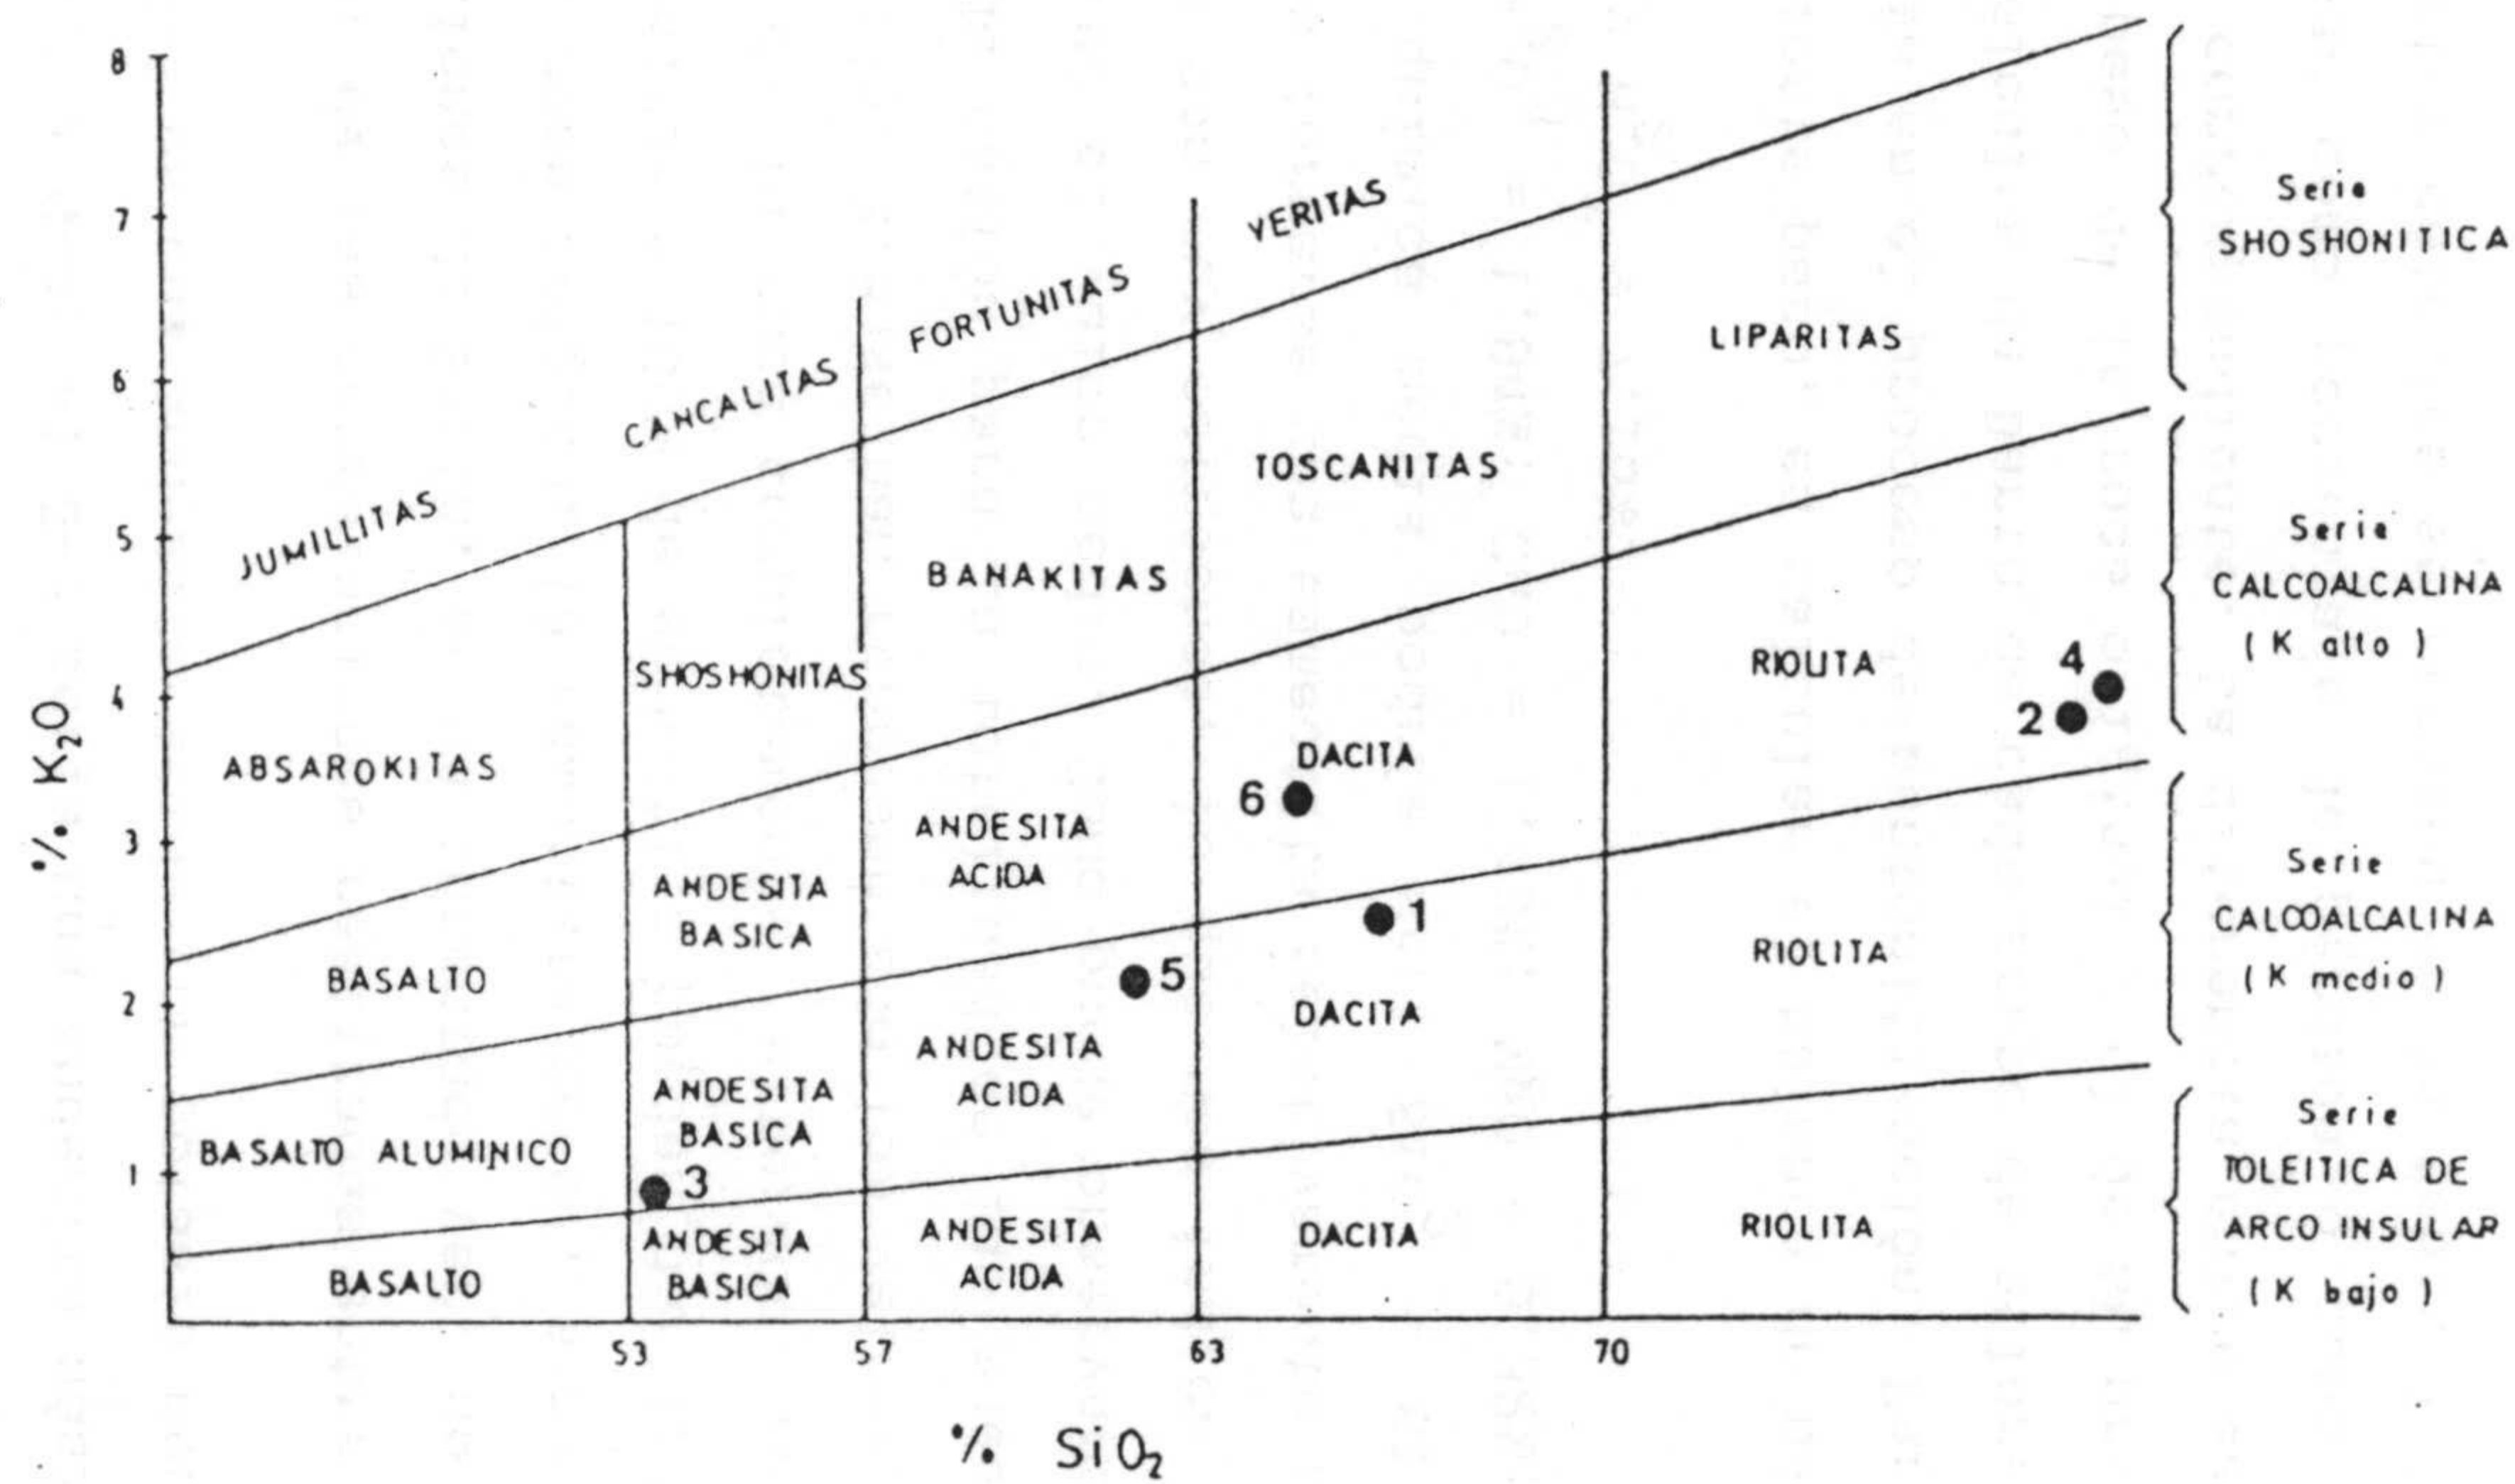 8
7
6
5
4
3
2
1
%. K₂O
JUMILLITAS
CANCALITAS
FORTUNITAS
VERITAS
ABSAROKITAS
SHOSHONITAS
BANAKITAS
TOSCANITAS
LIPARITAS
BASALTO
ANDESITA
BASICA
ANDESITA
ACIDA
DACITA
6
RIOLITA
4
2
BASALTO ALUMINICO
ANDESITA
BASICA
3
ANDESITA
ACIDA
5
DACITA
1
RIOLITA
BASALTO
ANDESITA
BASICA
ANDESITA
ACIDA
DACITA
RIOLITA
Serie
SHOSHONITICA
Serie
CALCOALCALINA
( K alto )
Serie
CALCOALCALINA
( K medio )
Serie
TOLEITICA DE
ARCO INSULAR
( K bajo )
53 57 63 70
%. SiO₂